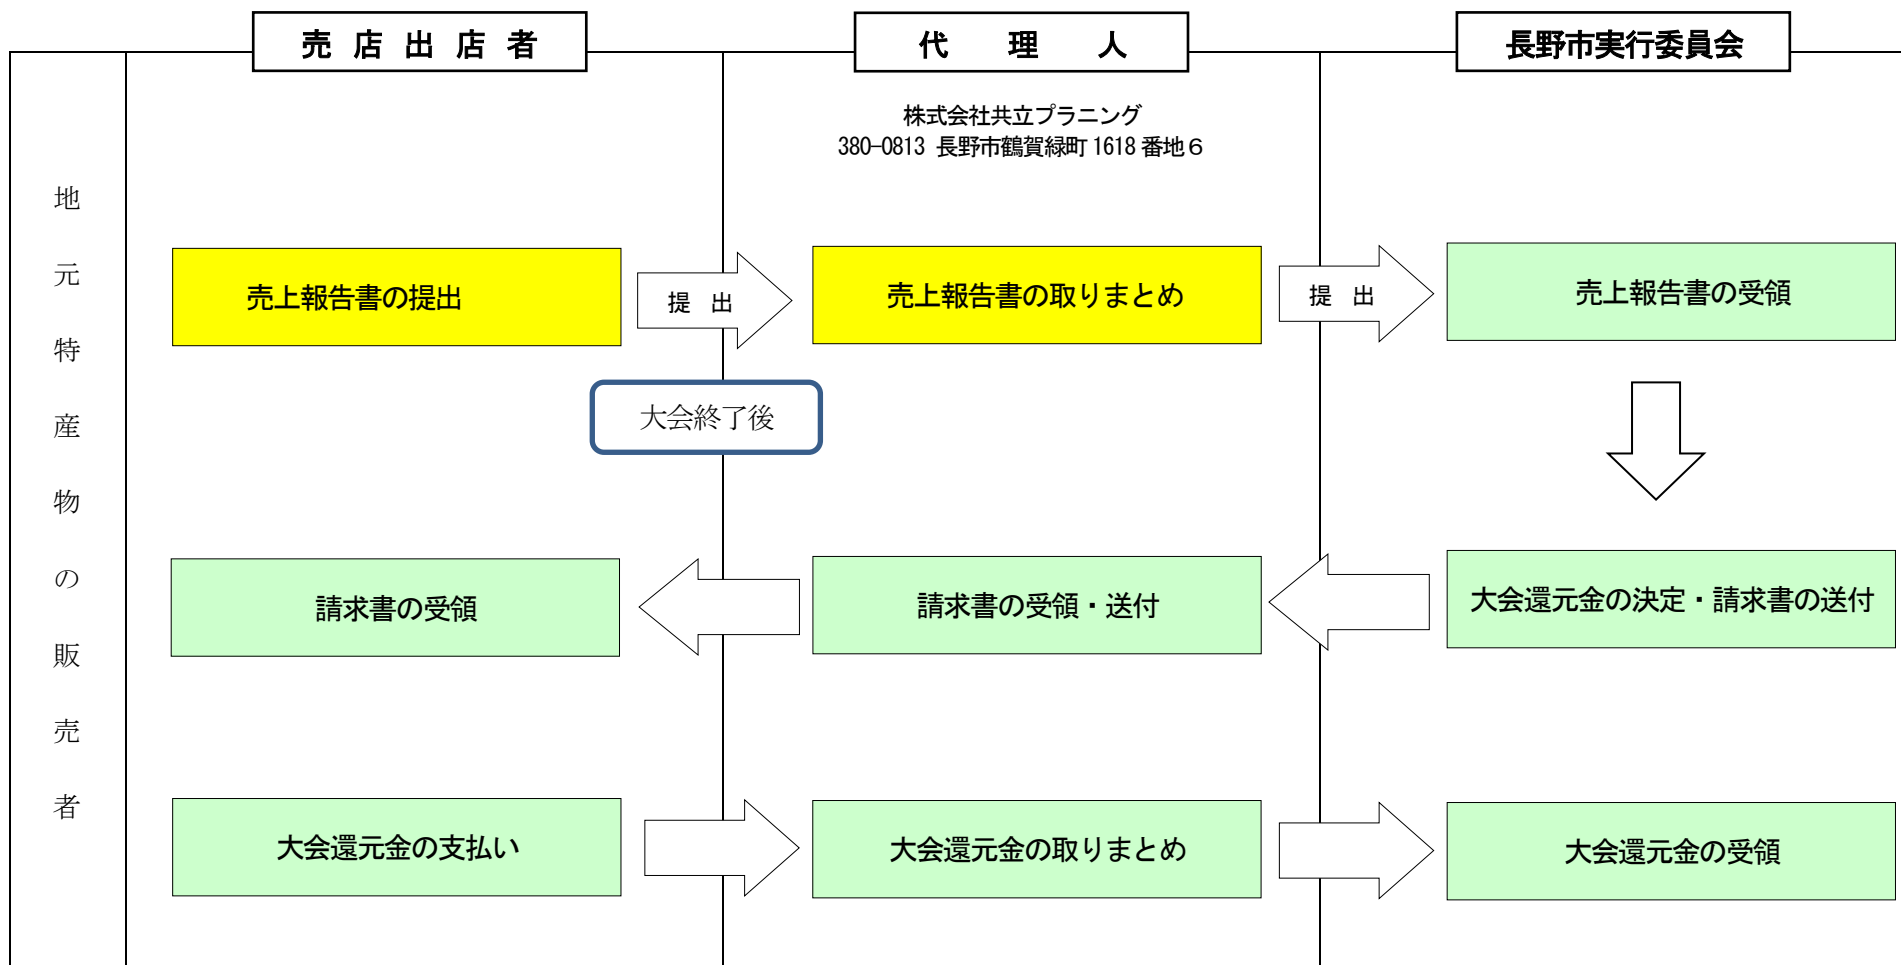 売店出店者
代理人
長野市実行委員会
株式会社共立プラニング
380-0813 長野市鶴賀緑町1618番地６
地元特産物の販売者
売上報告書の提出
提出
売上報告書の取りまとめ
提出
売上報告書の受領
大会終了後
請求書の受領
請求書の受領・送付
大会還元金の決定・請求書の送付
大会還元金の支払い
大会還元金の取りまとめ
大会還元金の受領